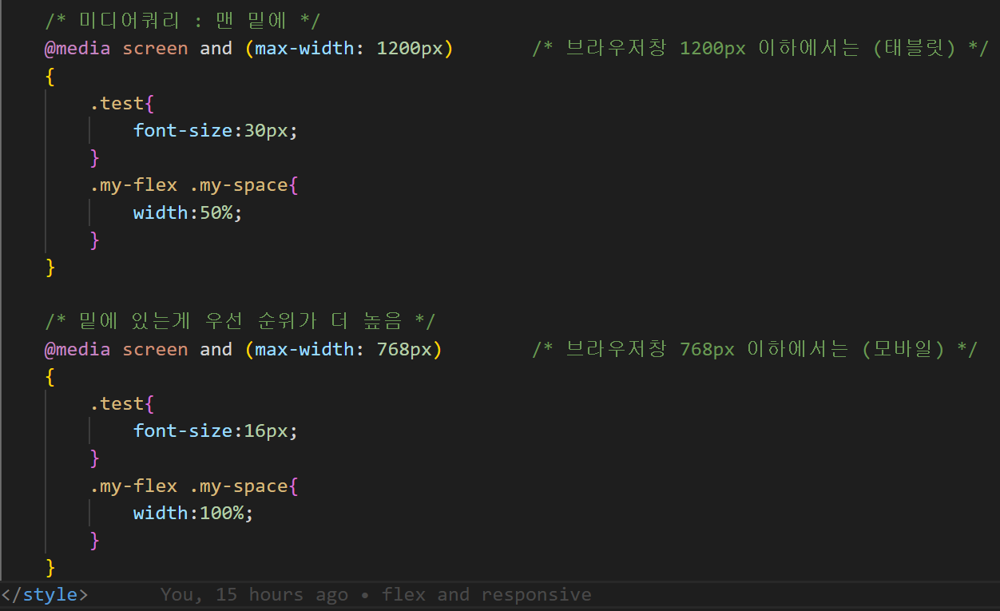 /* 미디어쿼리 : 맨 밑에 */
@media screen and (max-width: 1200px) /* 브라우저창 1200px 이하에서는 (태블릿) */
{
.test{
font-size:30px;
}
.my-flex .my-space{
width:50%;
}
}
/* 밑에 있는게 우선 순위가 더 높음 */
@media screen and (max-width: 768px) /* 브라우저창 768px 이하에서는 (모바일) */
{
.test{
font-size:16px;
}
.my-flex .my-space{
width:100%;
}
}
</style> You, 15 hours ago • flex and responsive